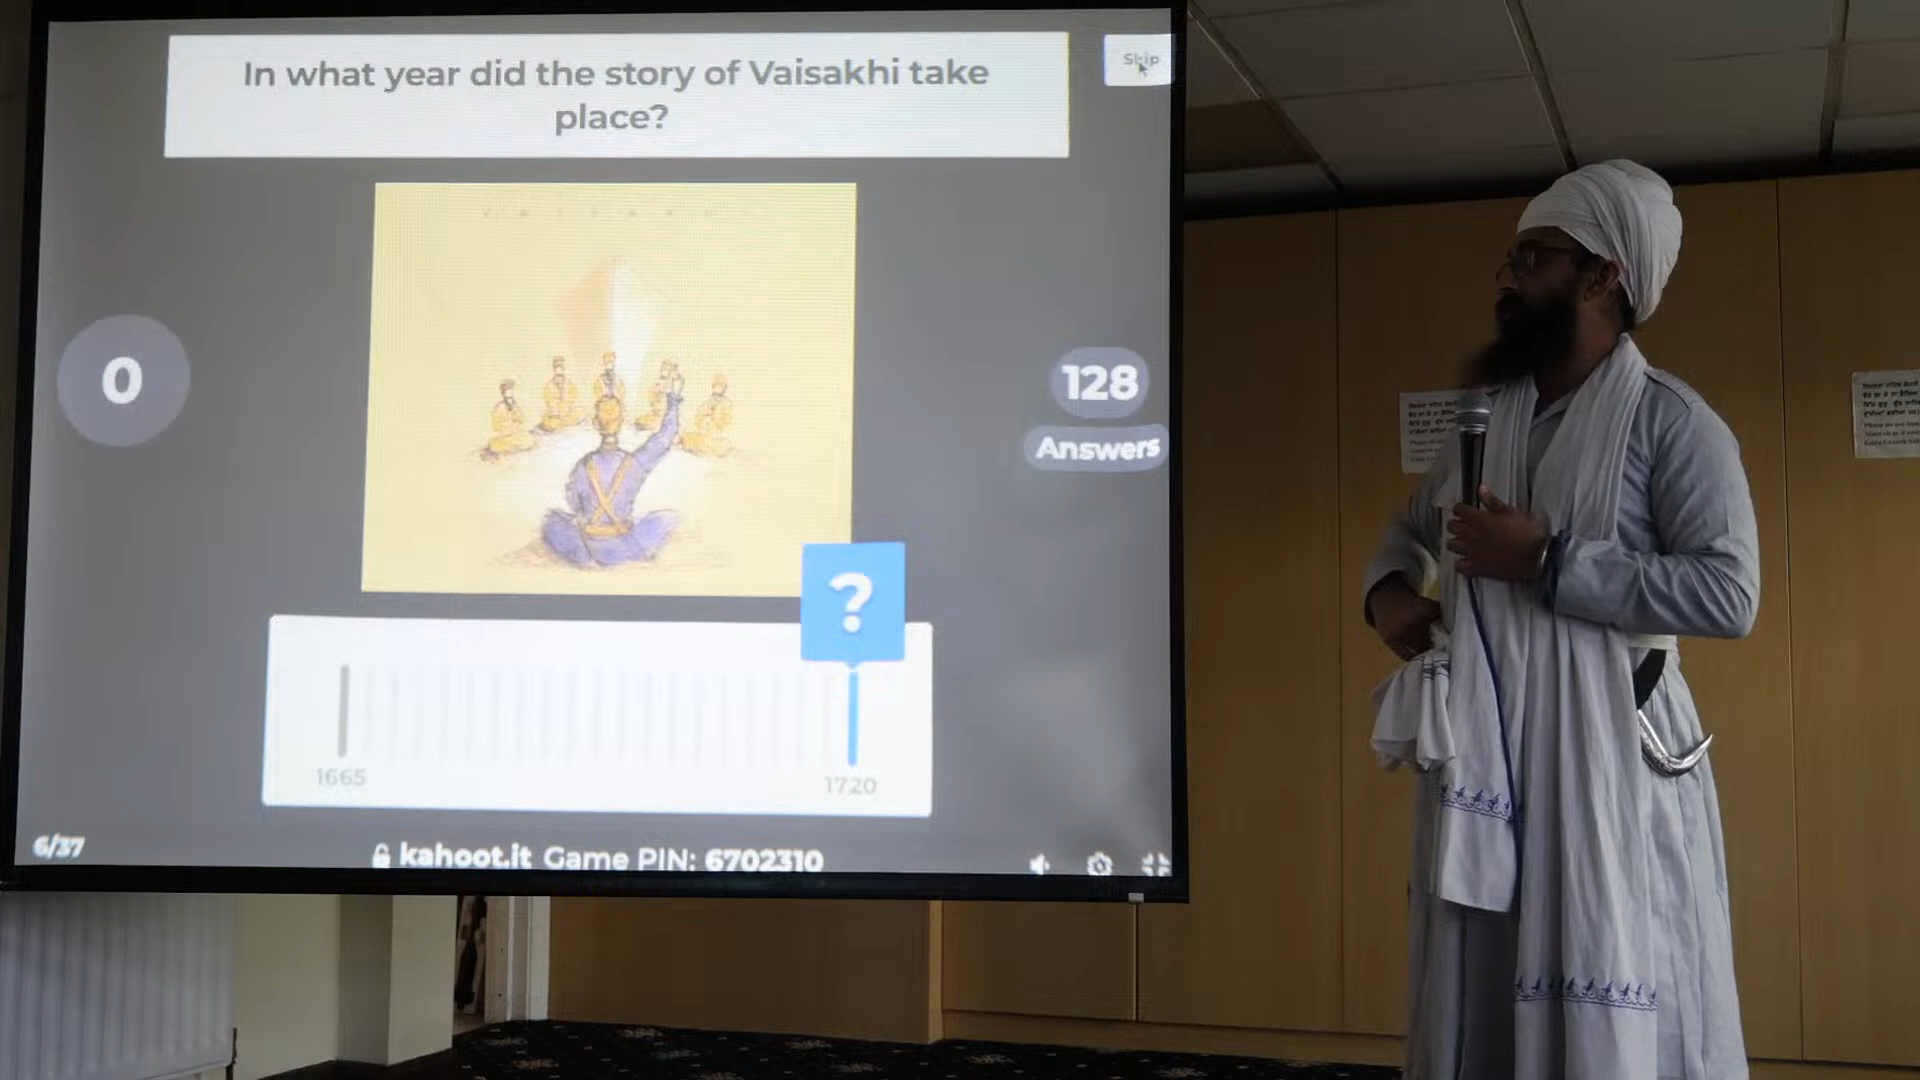 In what year did the story of Vaisakhi take
place?
Skip
0
128
Answers
?
1665
1720
6/37
kahoot.it Game PIN: 6702310